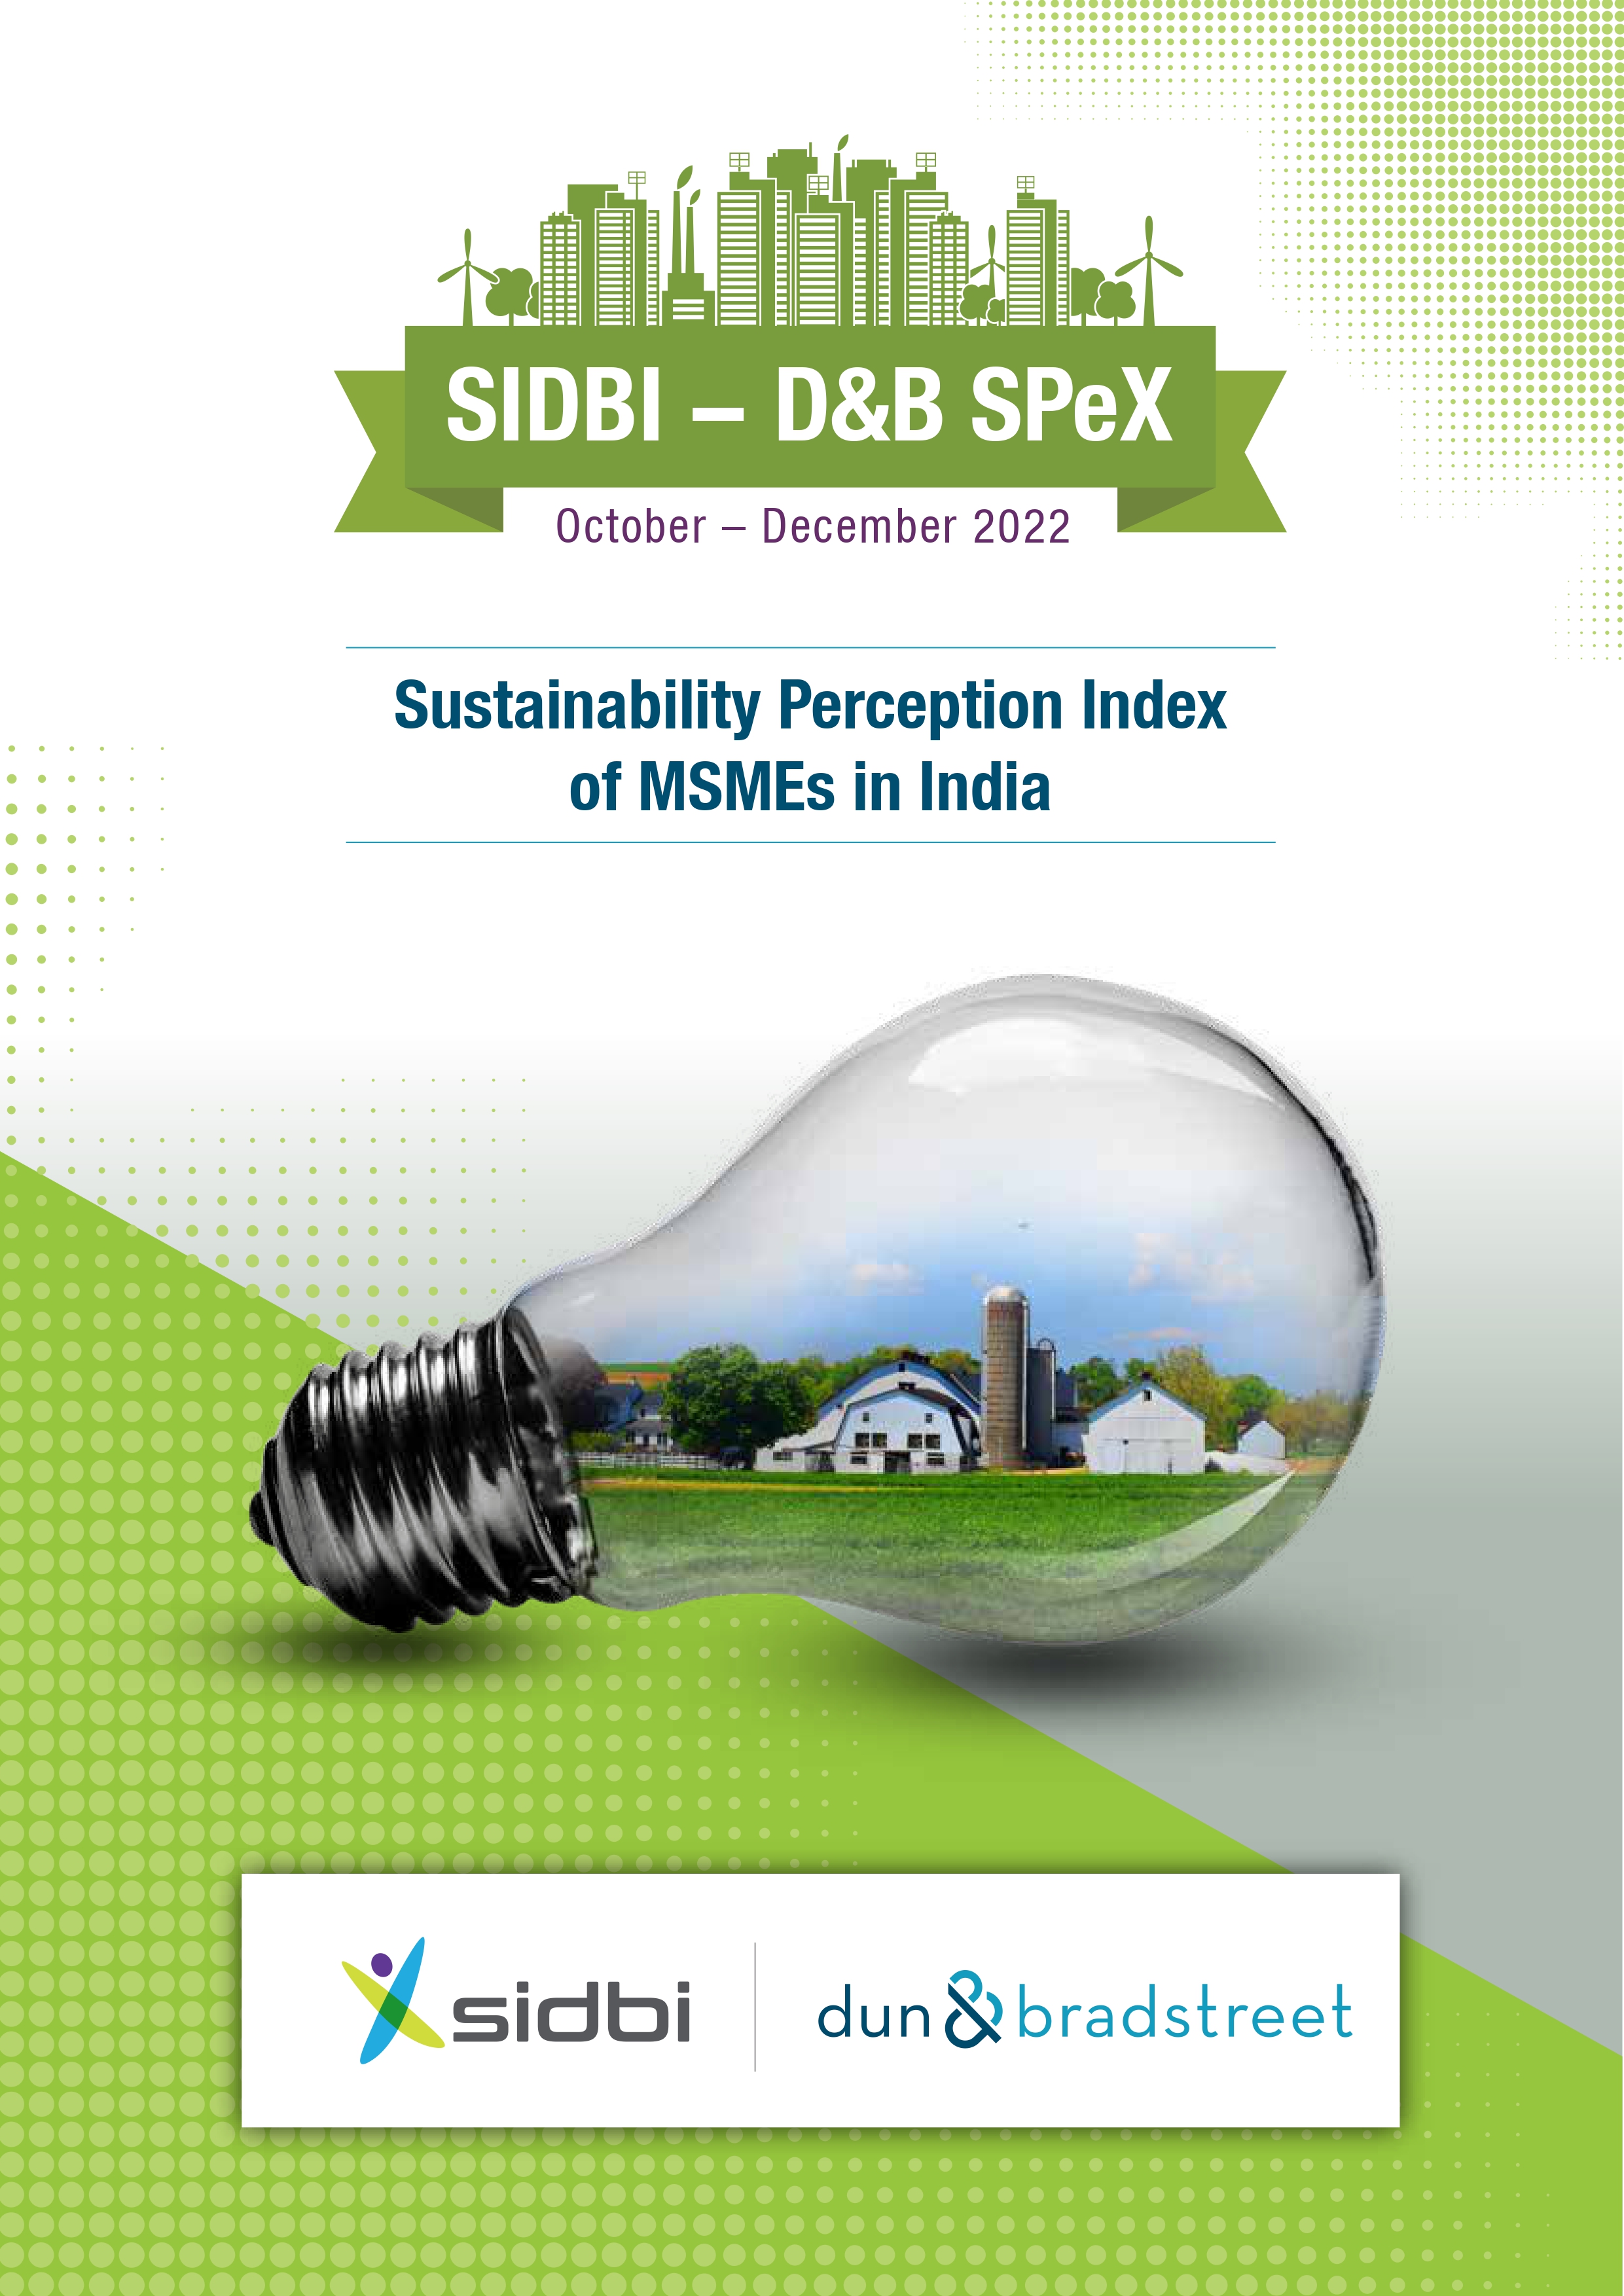 SIDBI – D&B SPeX
October – December 2022
Sustainability Perception Index
of MSMEs in India
sidbi
dun & bradstreet